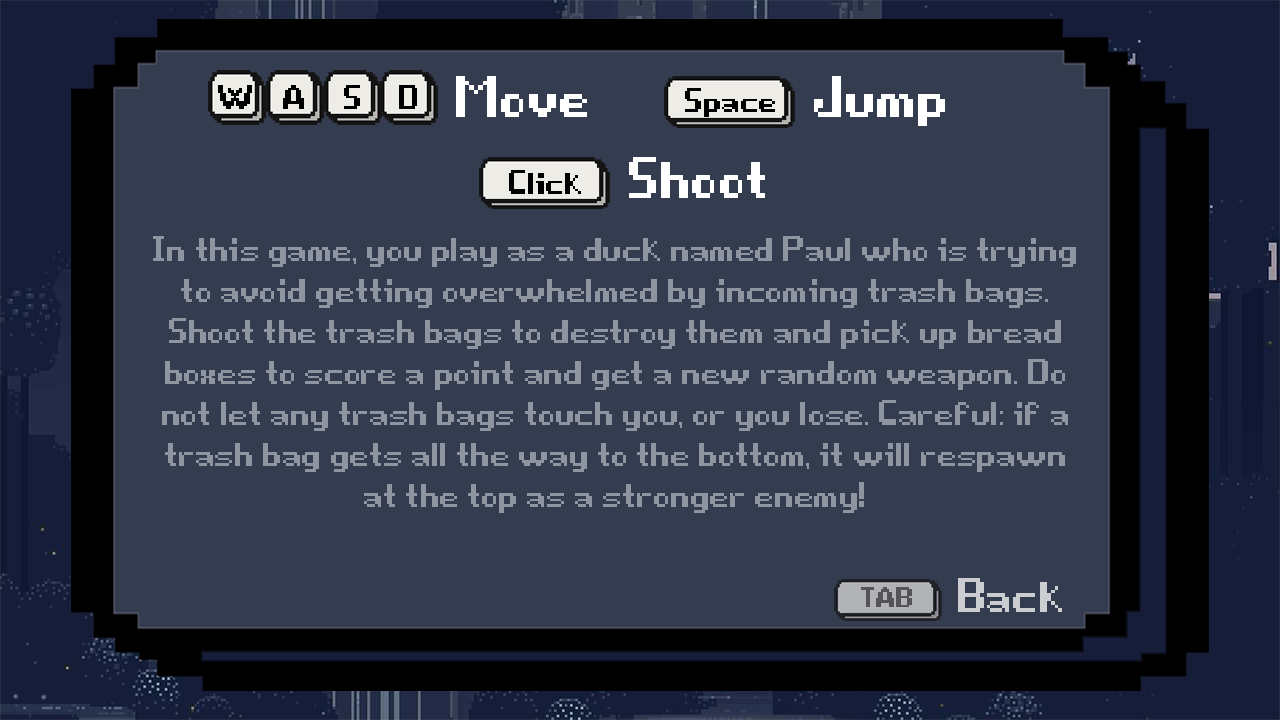 W A S D Move Space Jump
Click Shoot
In this game, you play as a duck named Paul who is trying
to avoid getting overwhelmed by incoming trash bags.
Shoot the trash bags to destroy them and pick up bread
boxes to score a point and get a new random weapon. Do
not let any trash bags touch you, or you lose. Careful: if a
trash bag gets all the way to the bottom, it will respawn
at the top as a stronger enemy!
TAB Back